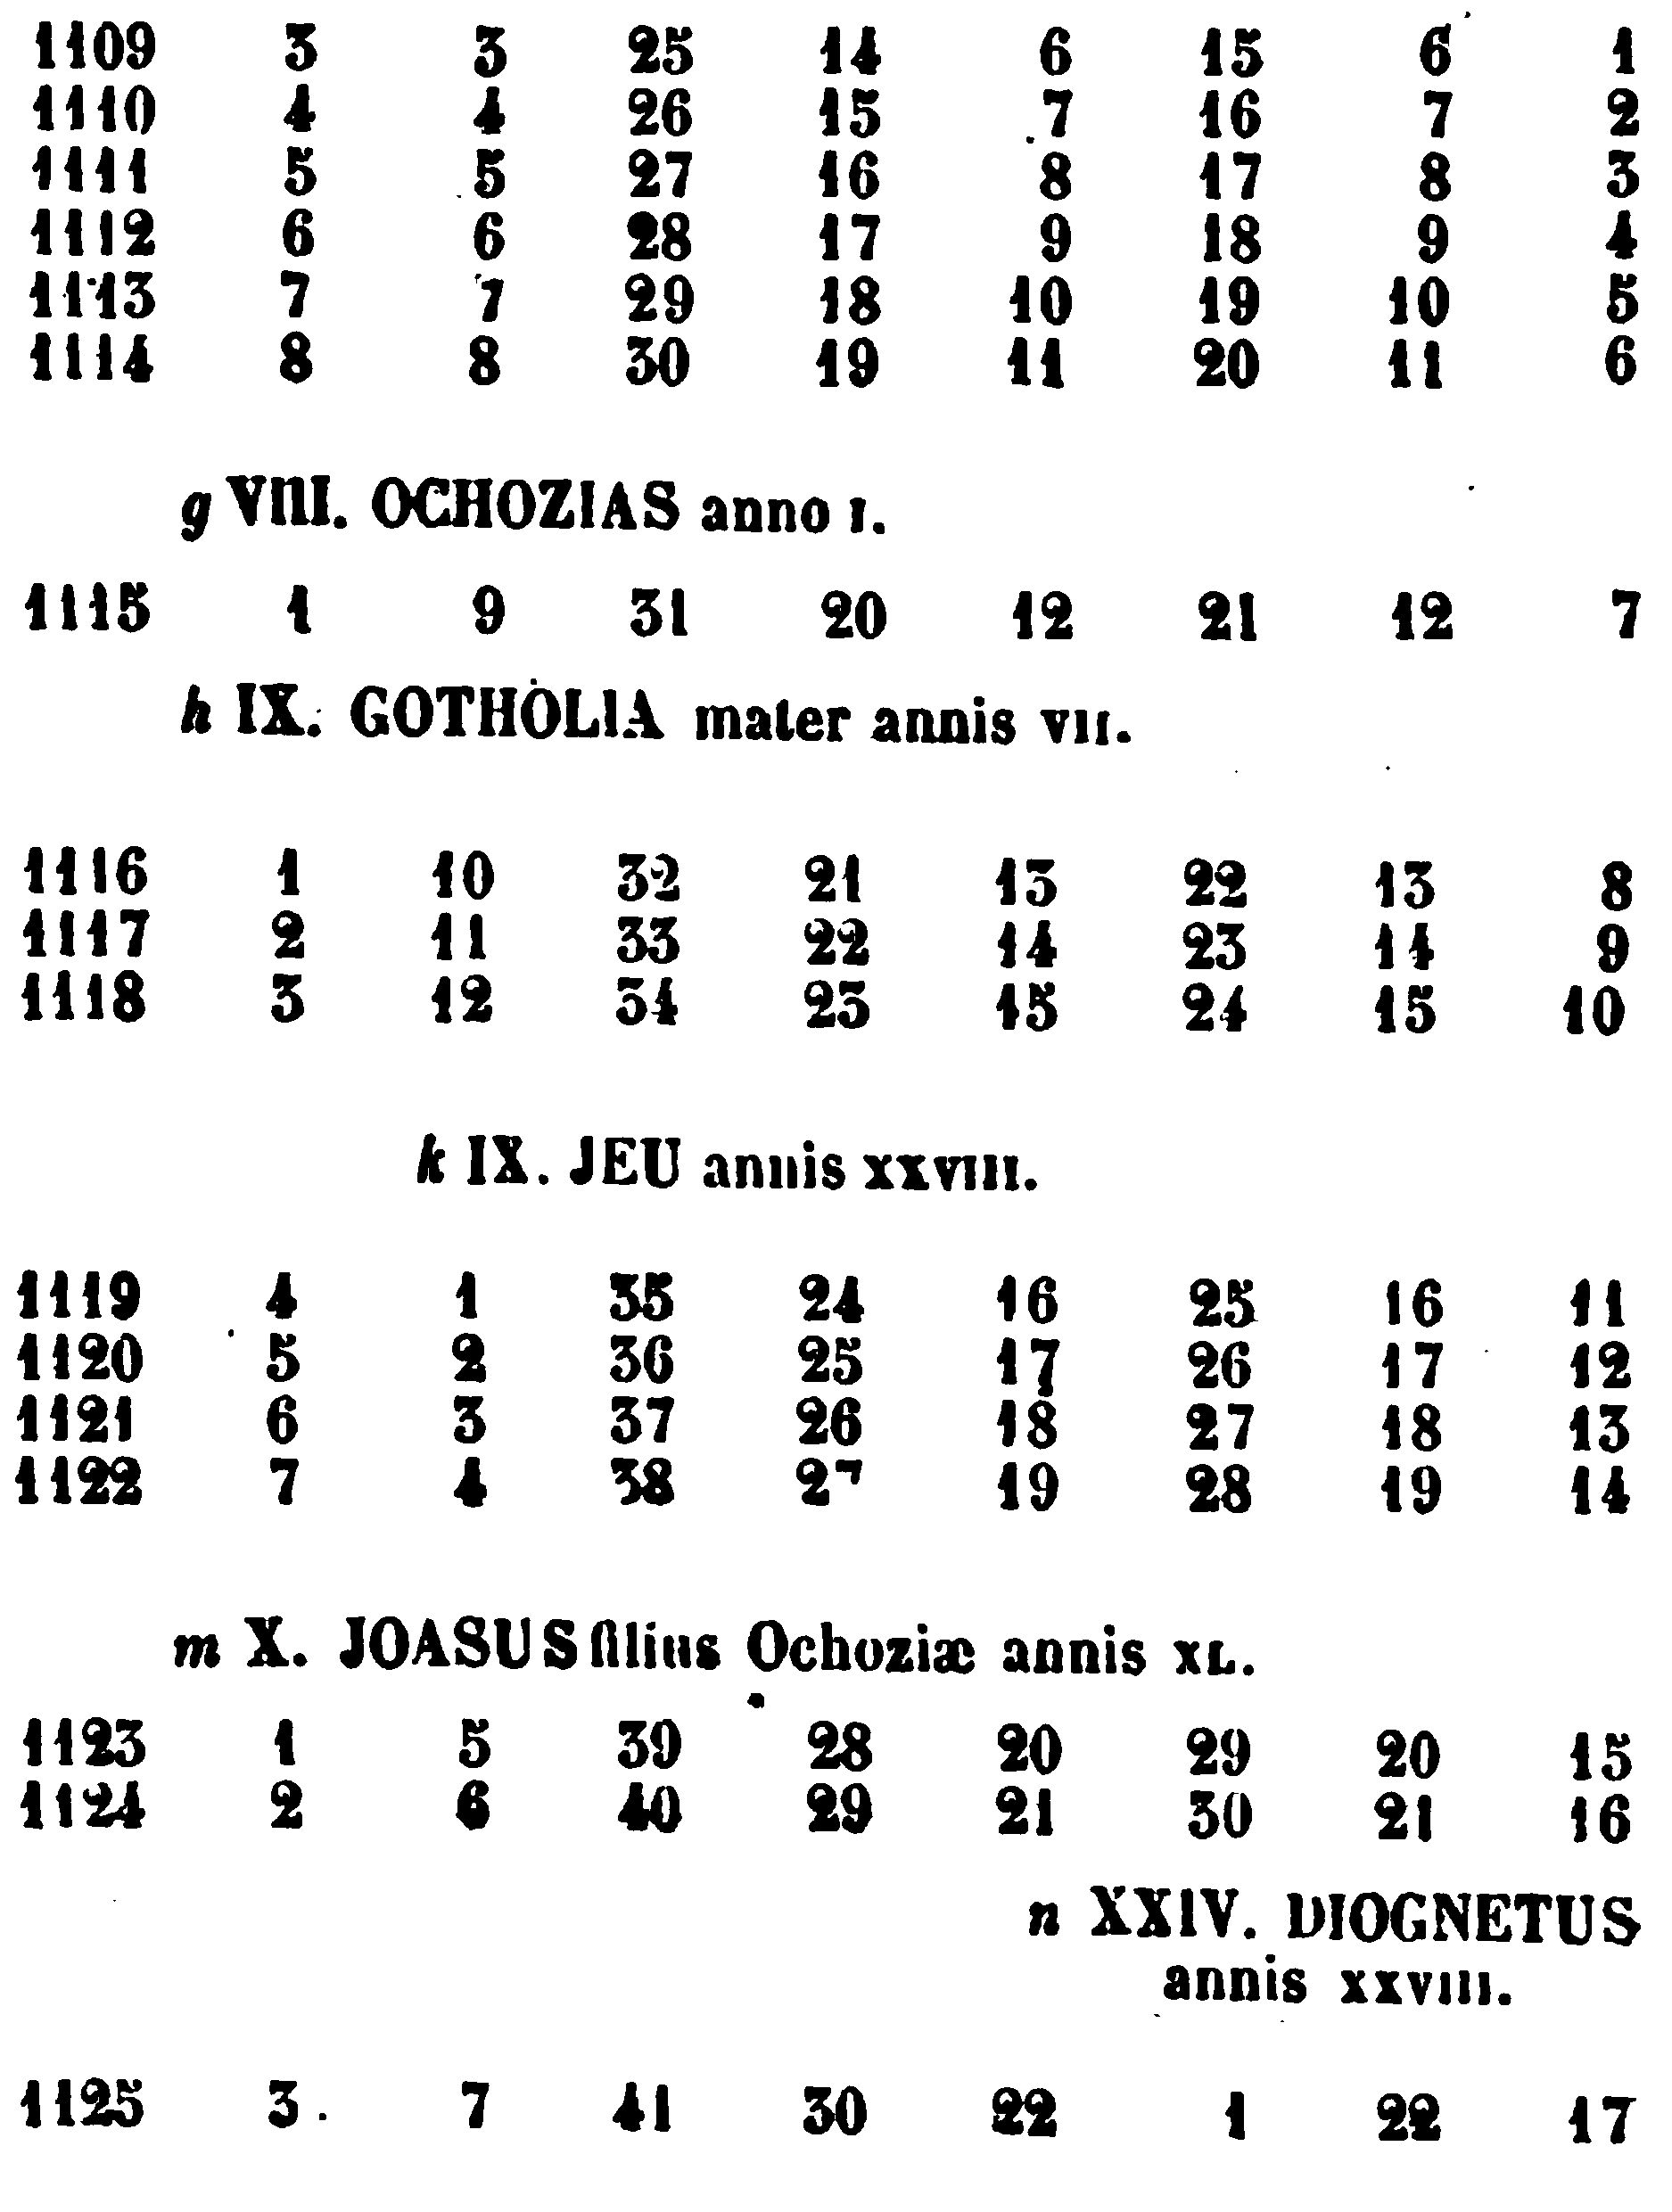 1109 3 3 25 14 6 15 6 1
1110 4 4 26 15 7 16 7 2
1111 5 5 27 16 8 17 8 3
1112 6 6 28 17 9 18 9 4
1113 7 7 29 18 10 19 10 5
1114 8 8 30 19 11 20 11 6
g VIII. OCHOZIAS anno I.
1115 1 9 31 20 12 21 12 7
h IX. GOTHOLIA mater annis VII.
1116 1 10 32 21 13 22 13 8
1117 2 11 33 22 14 23 14 9
1118 3 12 34 23 15 24 15 10
k IX. JEU annis XXVIII.
1119 4 1 35 24 16 25 16 11
1120 5 2 36 25 17 26 17 12
1121 6 3 37 26 18 27 18 13
1122 7 4 38 27 19 28 19 14
m X. JOASUS filius Ochoziæ annis XL.
1123 1 5 39 28 20 29 20 15
1124 2 6 40 29 21 30 21 16
n XXIV. DIOGNETUS
annis XXVIII.
1125 3 7 41 30 22 1 22 17